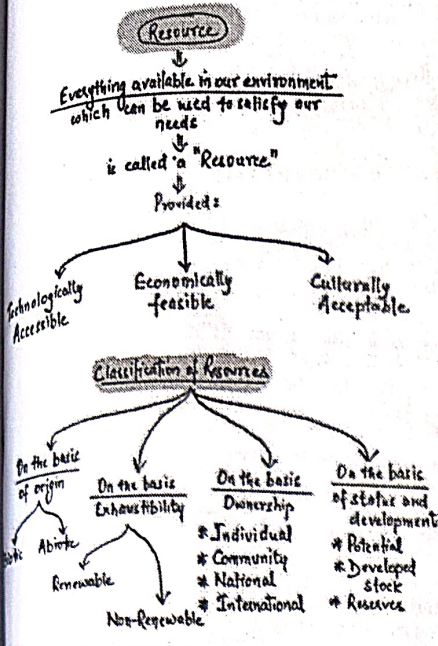 Resource
Everything available in our environment
which can be used to satisfy our
needs
is called a "Resource"
Provided:
Technologically
Accessible
Economically
feasible
Culturally
Acceptable
Classification of Resources
On the basis
of origin
Abiotic
On the basis
Exhaustibility
Renewable
Non-Renewable
On the basis
Ownership
* Individual
* Community
* National
* International
On the basis
of status and
development
* Potential
* Developed
stock
* Reserves